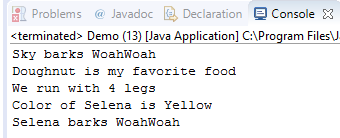 Problems @ Javadoc Declaration Console
<terminated> Demo (13) [Java Application] C:\Program Files\J
Sky barks WoahWoah
Doughnut is my favorite food
We run with 4 legs
Color of Selena is Yellow
Selena barks WoahWoah